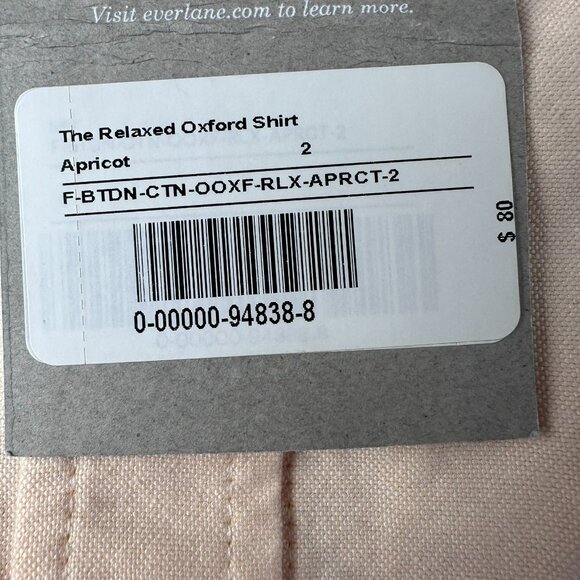 Visit everlane.com to learn more.
The Relaxed Oxford Shirt
Apricot 2
F-BTDN-CTN-OOXF-RLX-APRCT-2
$ 80
0-00000-94838-8